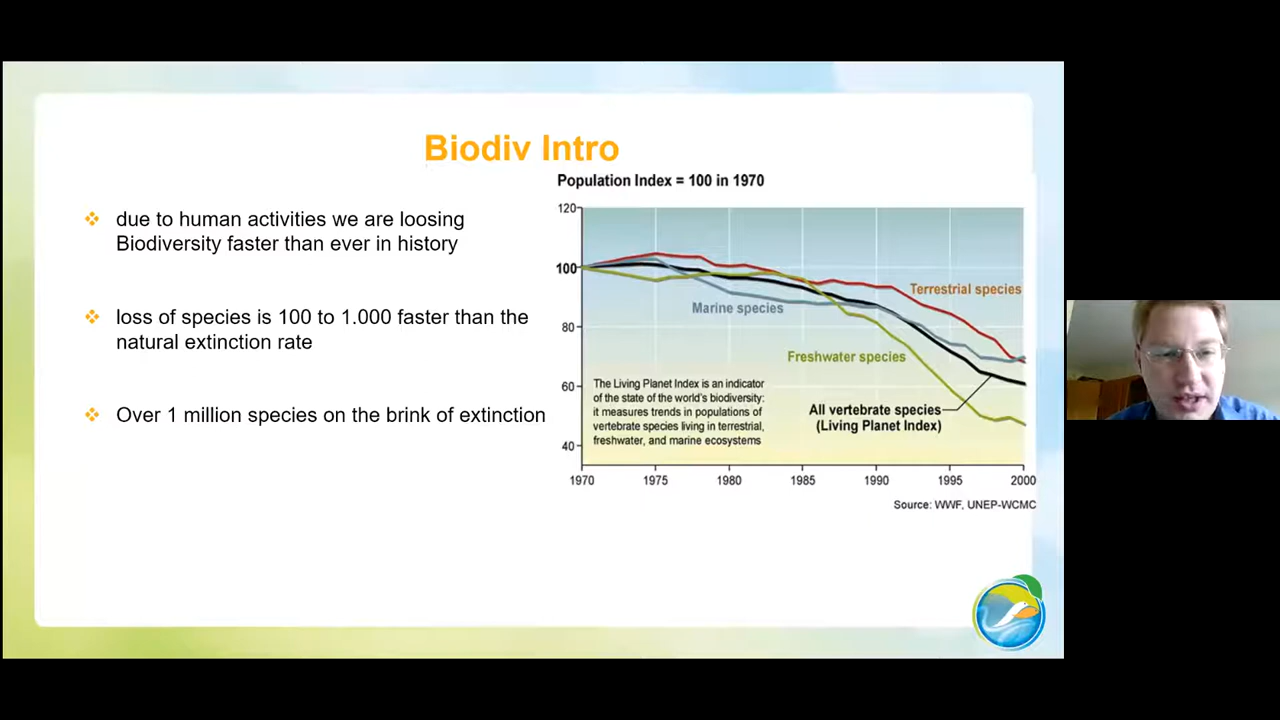 Biodiv Intro
due to human activities we are loosing
Biodiversity faster than ever in history
loss of species is 100 to 1.000 faster than the
natural extinction rate
Over 1 million species on the brink of extinction
Population Index = 100 in 1970
120
100
80
60
40
Terrestrial species
Marine species
Freshwater species
The Living Planet Index is an indicator
of the state of the world's biodiversity:
it measures trends in populations of
vertebrate species living in terrestrial,
freshwater, and marine ecosystems
All vertebrate species
(Living Planet Index)
1970 1975 1980 1985 1990 1995 2000
Source: WWF, UNEP-WCMC